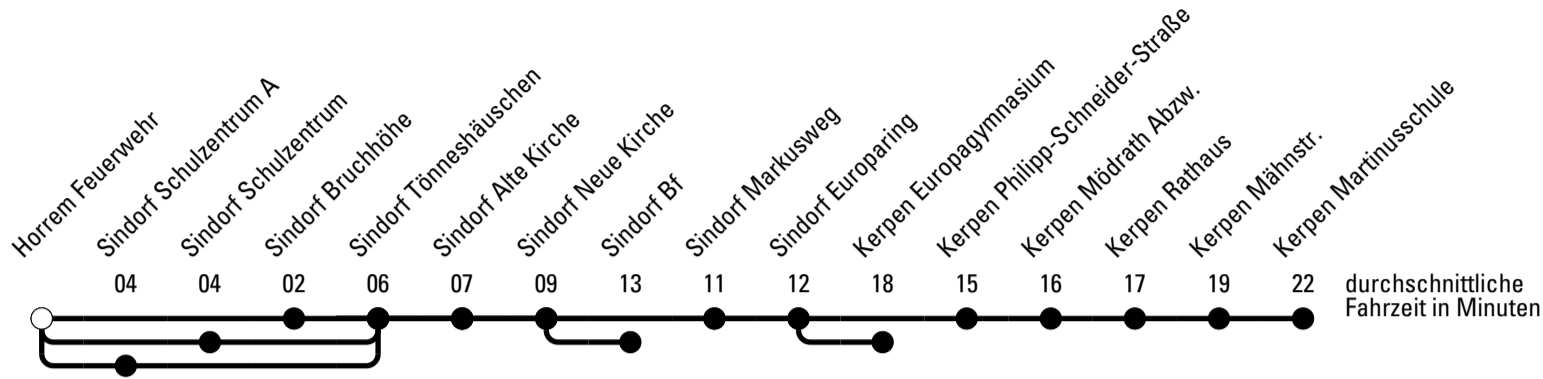 Horrem Feuerwehr
Sindorf Schulzentrum A
Sindorf Schulzentrum
Sindorf Bruchhöhe
Sindorf Tönneshäuschen
Sindorf Alte Kirche
Sindorf Neue Kirche
Sindorf Bf
Sindorf Markusweg
Sindorf Europaring
Kerpen Europagymnasium
Kerpen Philipp-Schneider-Straße
Kerpen Mödrath Abzw.
Kerpen Rathaus
Kerpen Mähnstr.
Kerpen Martinusschule
04 04 02 06 07 09 13 11 12 18 15 16 17 19 22 durchschnittliche
Fahrzeit in Minuten